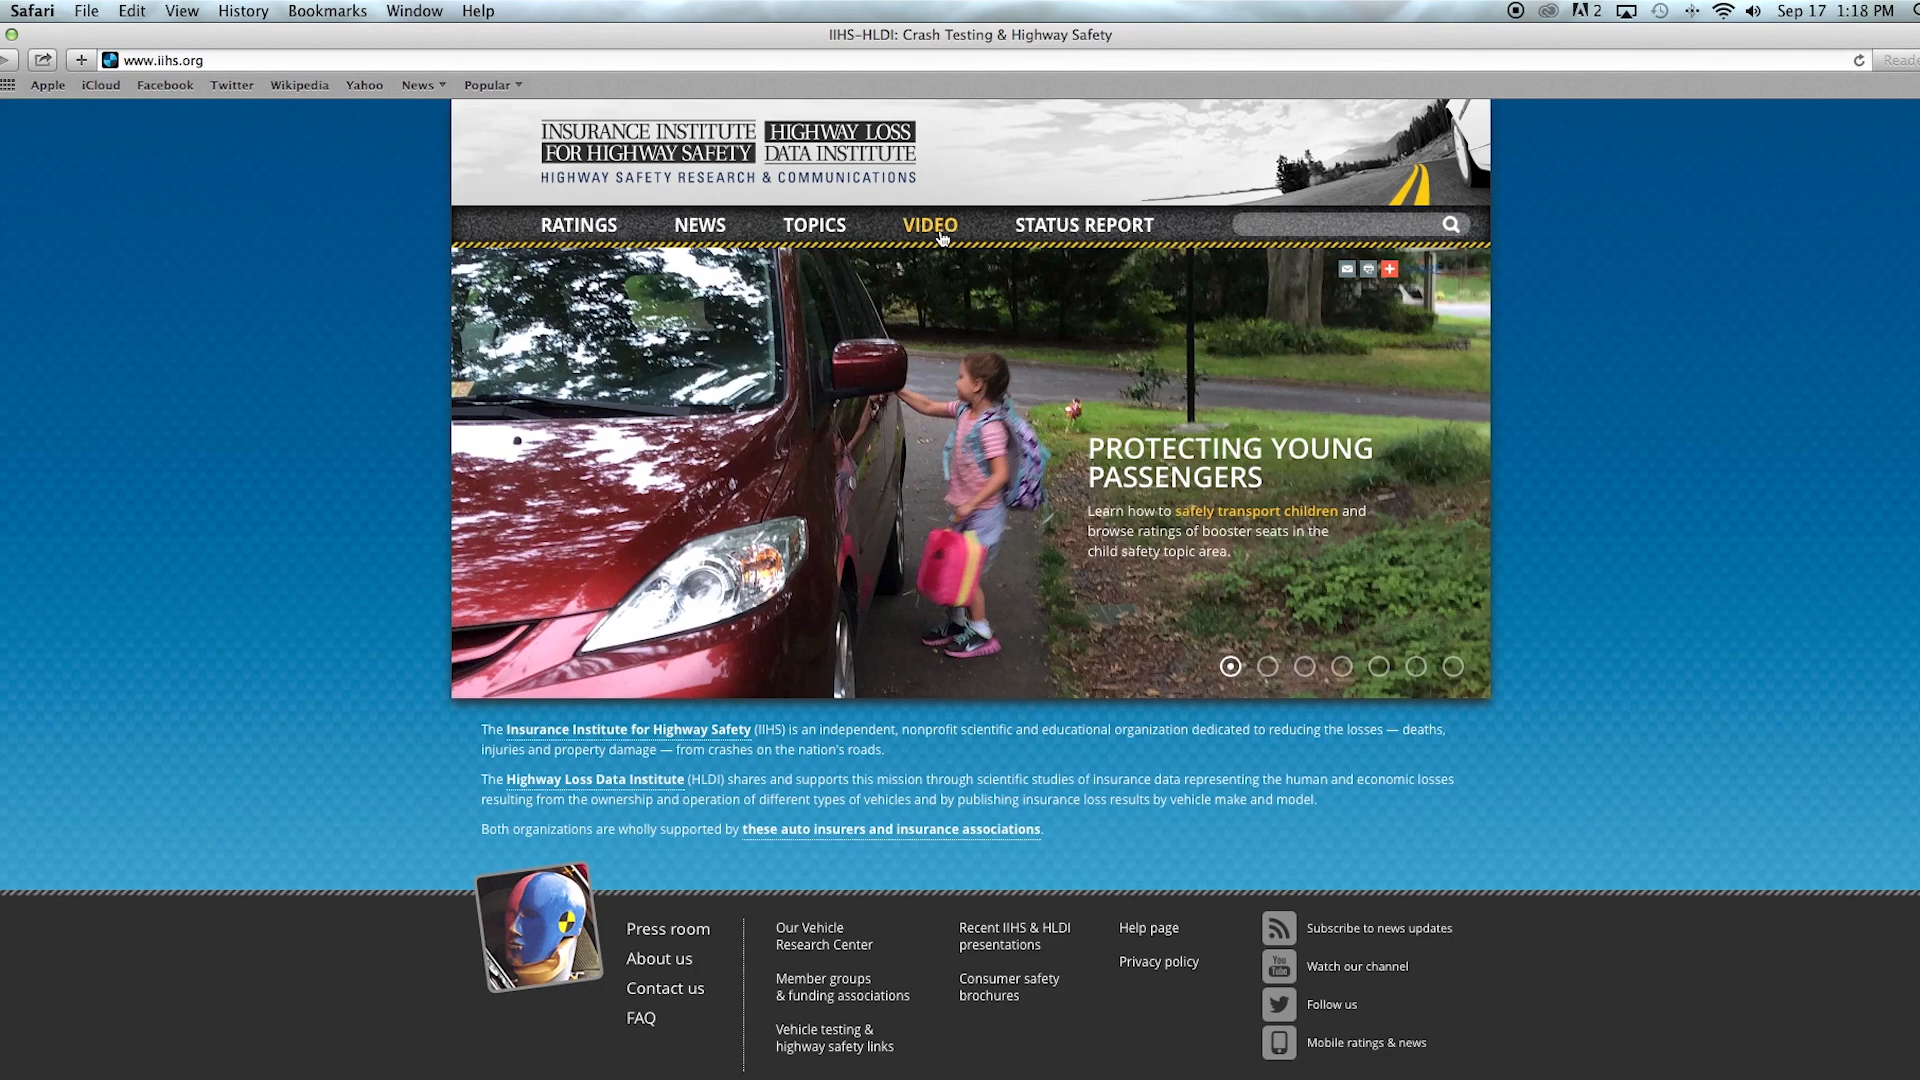 Safari File Edit View History Bookmarks Window Help 2 Sep 17 1:18 PM
IIHS-HLDI: Crash Testing & Highway Safety
www.iihs.org
Apple iCloud Facebook Twitter Wikipedia Yahoo News Popular
INSURANCE INSTITUTE HIGHWAY LOSS
FOR HIGHWAY SAFETY DATA INSTITUTE
HIGHWAY SAFETY RESEARCH & COMMUNICATIONS
RATINGS NEWS TOPICS VIDEO STATUS REPORT
PROTECTING YOUNG
PASSENGERS
Learn how to safely transport children and
browse ratings of booster seats in the
child safety topic area.
The Insurance Institute for Highway Safety (IIHS) is an independent, nonprofit scientific and educational organization dedicated to reducing the losses — deaths,
injuries and property damage — from crashes on the nation's roads.
The Highway Loss Data Institute (HLDI) shares and supports this mission through scientific studies of insurance data representing the human and economic losses
resulting from the ownership and operation of different types of vehicles and by publishing insurance loss results by vehicle make and model.
Both organizations are wholly supported by these auto insurers and insurance associations.
Press room
About us
Contact us
FAQ
Our Vehicle
Research Center
Member groups
& funding associations
Vehicle testing &
highway safety links
Recent IIHS & HLDI
presentations
Consumer safety
brochures
Help page
Privacy policy
Subscribe to news updates
You
Tube
Watch our channel
Follow us
Mobile ratings & news